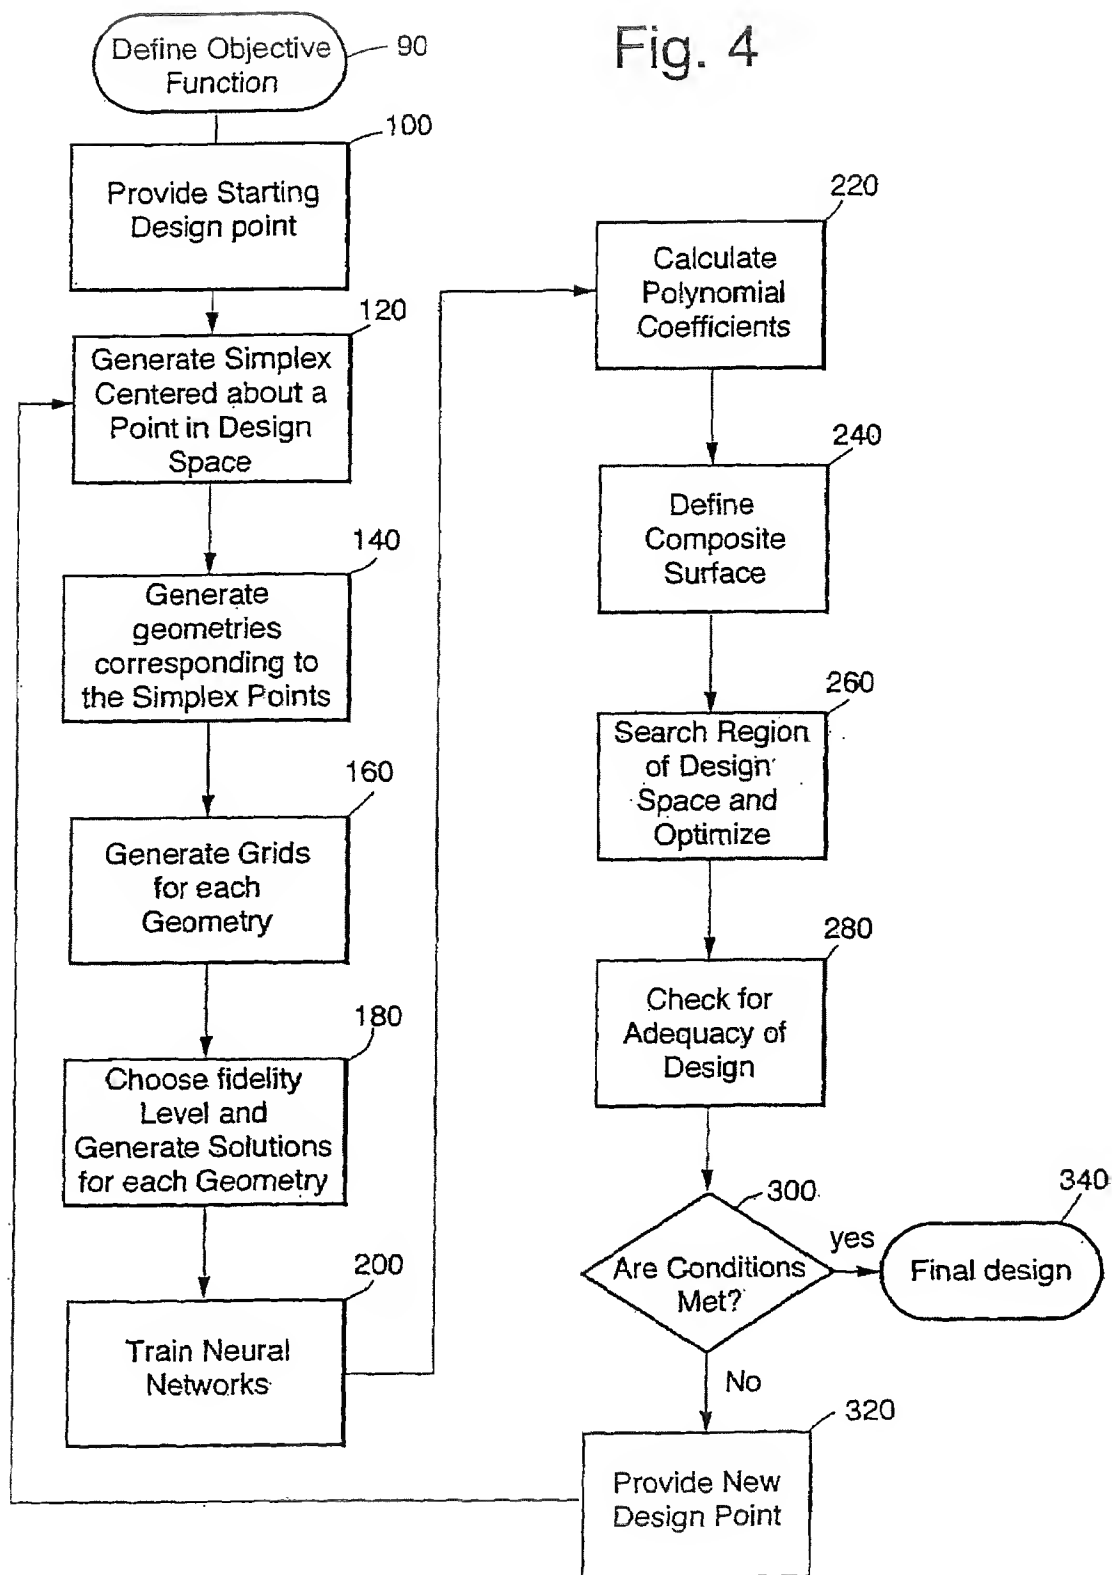 Fig. 4
Define Objective
Function
90
100
Provide Starting
Design point
120
Generate Simplex
Centered about a
Point in Design
Space
140
Generate
geometries
corresponding to
the Simplex Points
160
Generate Grids
for each
Geometry
180
Choose fidelity
Level and
Generate Solutions
for each Geometry
200
Train Neural
Networks
220
Calculate
Polynomial
Coefficients
240
Define
Composite
Surface
260
Search Region
of Design
Space and
Optimize
280
Check for
Adequacy of
Design
300
Are Conditions
Met?
yes
340
Final design
No
320
Provide New
Design Point